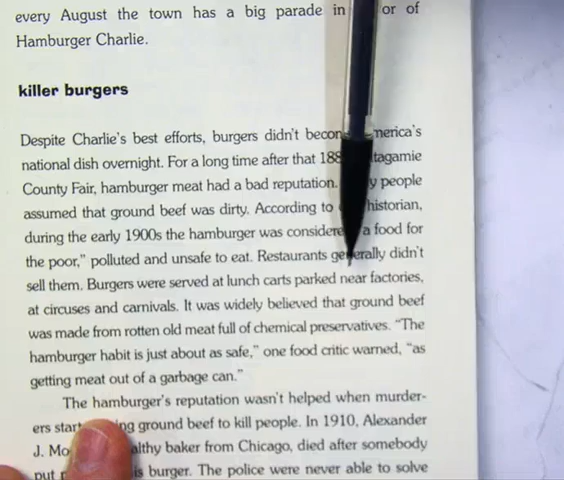 every August the town has a big parade in or of
Hamburger Charlie.
killer burgers
Despite Charlie's best efforts, burgers didn't becom merica's
national dish overnight. For a long time after that 188 tagamie
County Fair, hamburger meat had a bad reputation. y people
assumed that ground beef was dirty. According to historian,
during the early 1900s the hamburger was considere a food for
the poor," polluted and unsafe to eat. Restaurants generally didn't
sell them. Burgers were served at lunch carts parked near factories,
at circuses and carnivals. It was widely believed that ground beef
was made from rotten old meat full of chemical preservatives. "The
hamburger habit is just about as safe," one food critic warned, "as
getting meat out of a garbage can."
The hamburger's reputation wasn't helped when murder-
ers start ng ground beef to kill people. In 1910, Alexander
J. Mo althy baker from Chicago, died after somebody
put is burger. The police were never able to solve